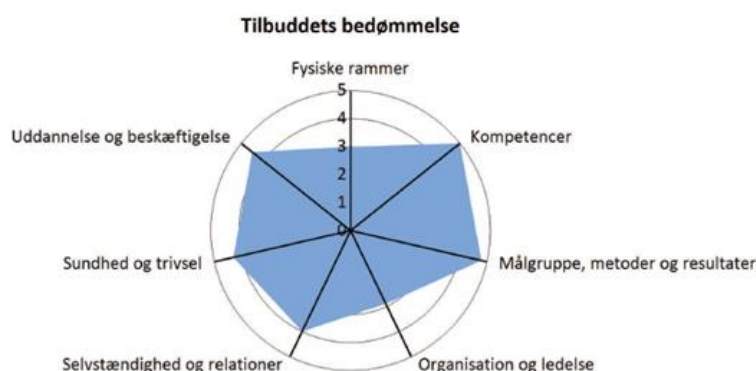 Tilbuddets bedømmelse
Fysiske rammer
5
Uddannelse og beskæftigelse
4
Kompetencer
3
2
1
0
Sundhed og trivsel
Målgruppe, metoder og resultater
Selvstændighed og relationer
Organisation og ledelse